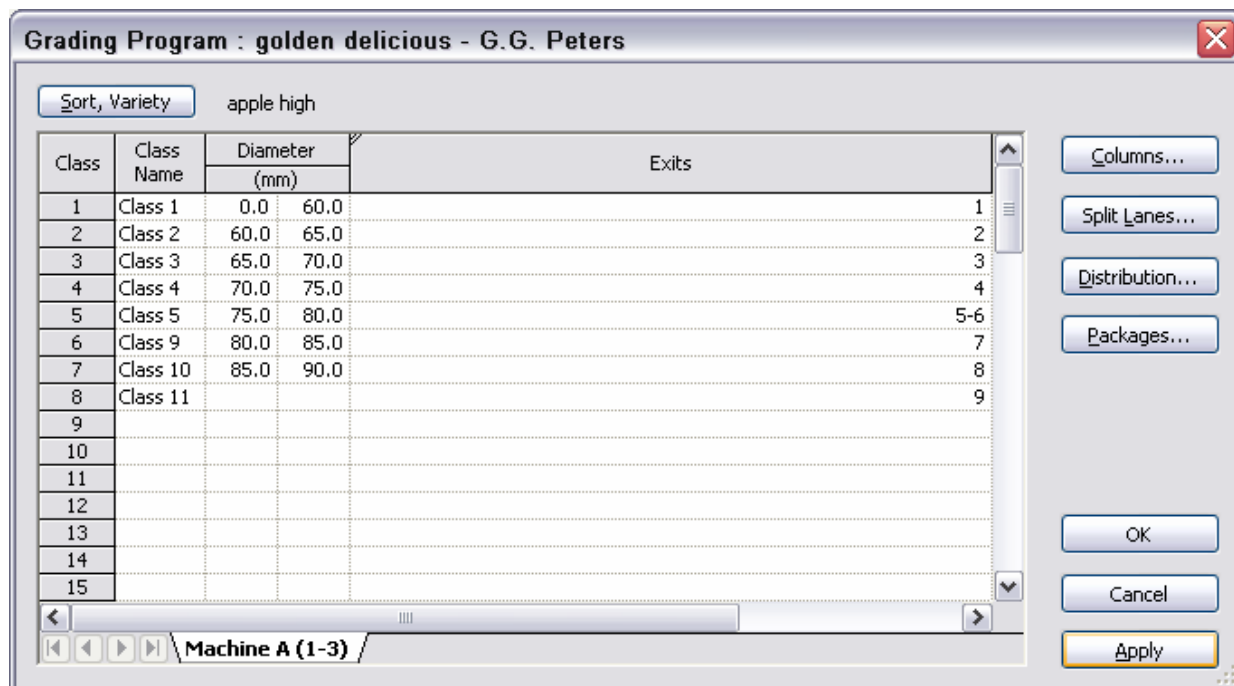 Grading Program : golden delicious - G.G. Peters
Sort, Variety apple high
Class Class Name Diameter (mm) Exits
1 Class 1 0.0 60.0 1
2 Class 2 60.0 65.0 2
3 Class 3 65.0 70.0 3
4 Class 4 70.0 75.0 4
5 Class 5 75.0 80.0 5-6
6 Class 9 80.0 85.0 7
7 Class 10 85.0 90.0 8
8 Class 11 9
9
10
11
12
13
14
15
Machine A (1-3)
Columns...
Split Lanes...
Distribution...
Packages...
OK
Cancel
Apply